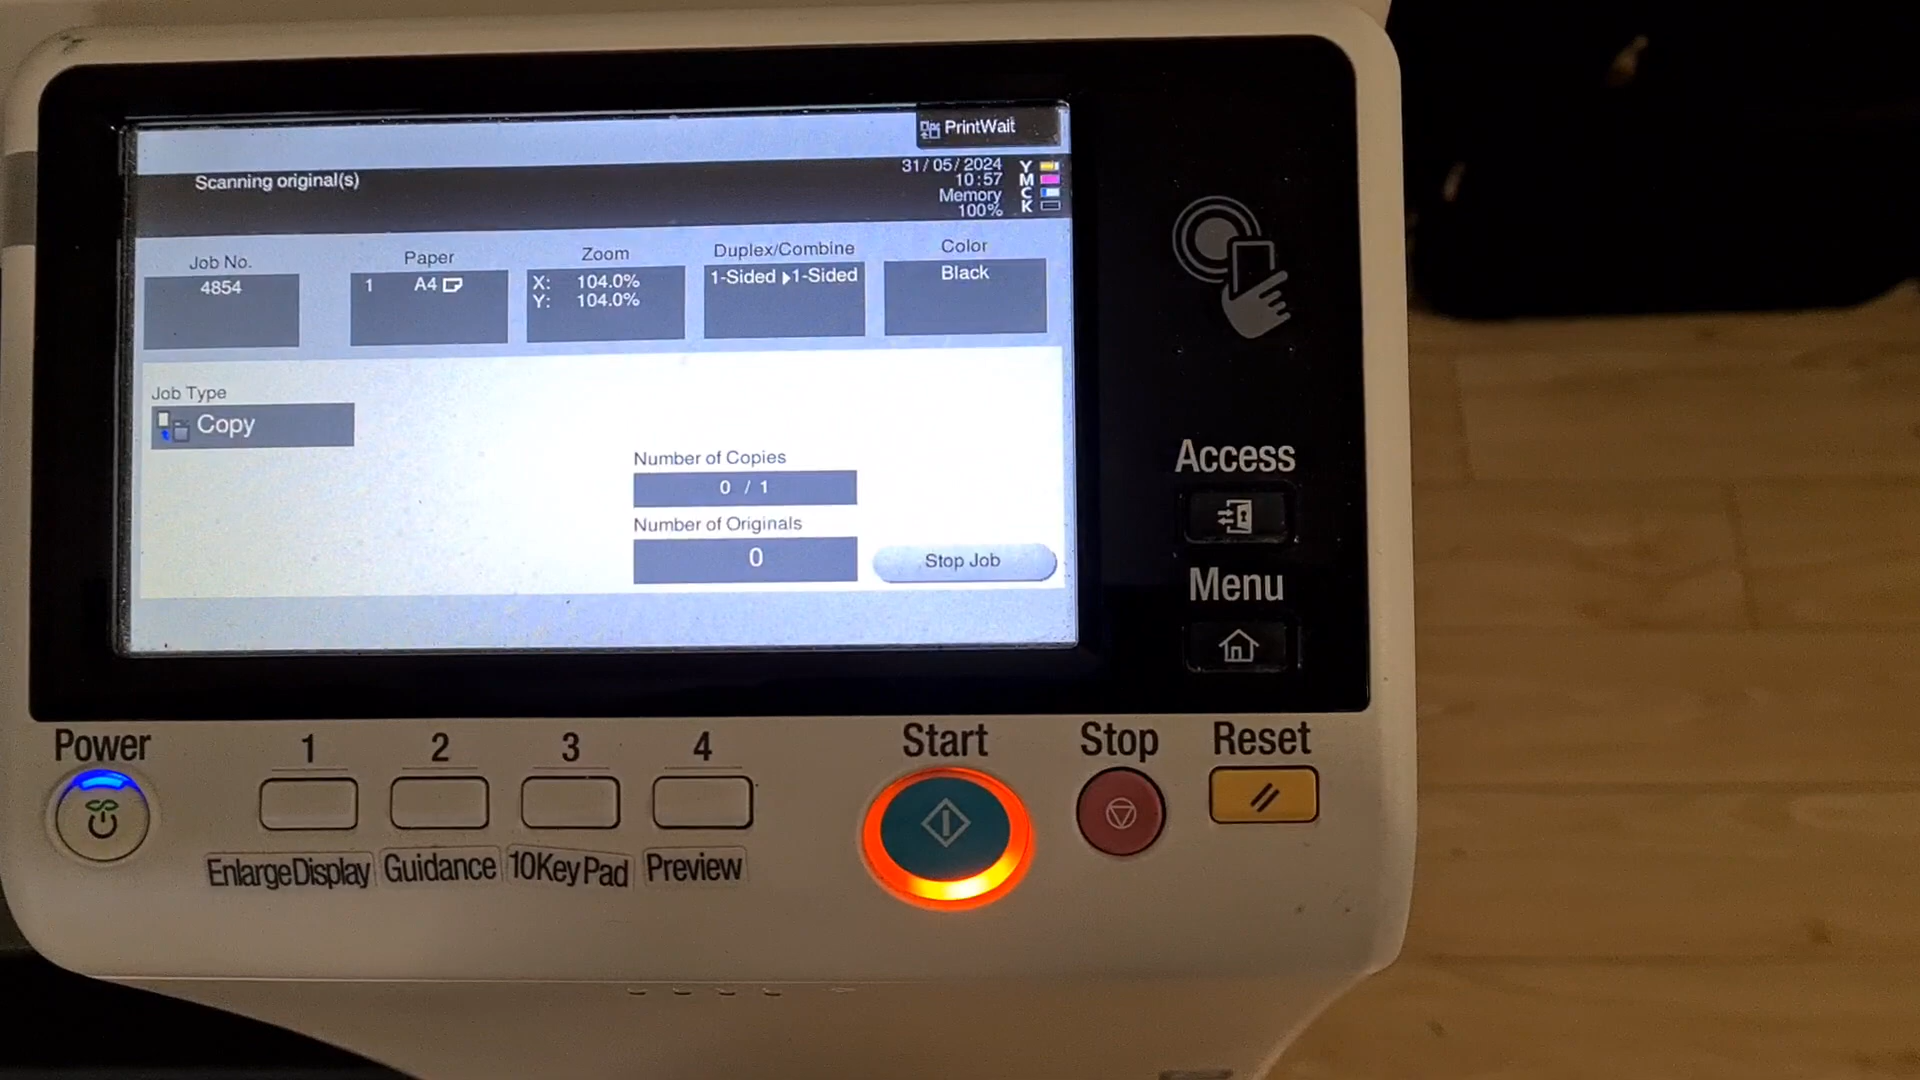 PrintWait
Scanning original(s)
31/05/2024
10:57
Memory
100%
Y
M
C
K
Job No.
4854
Paper
1 A4
Zoom
X: 104.0%
Y: 104.0%
Duplex/Combine
1-Sided ▶1-Sided
Color
Black
Job Type
Copy
Number of Copies
0 / 1
Number of Originals
0
Stop Job
Access
Menu
Power
1
2
3
4
Start
Stop
Reset
EnlargeDisplay
Guidance
10KeyPad
Preview